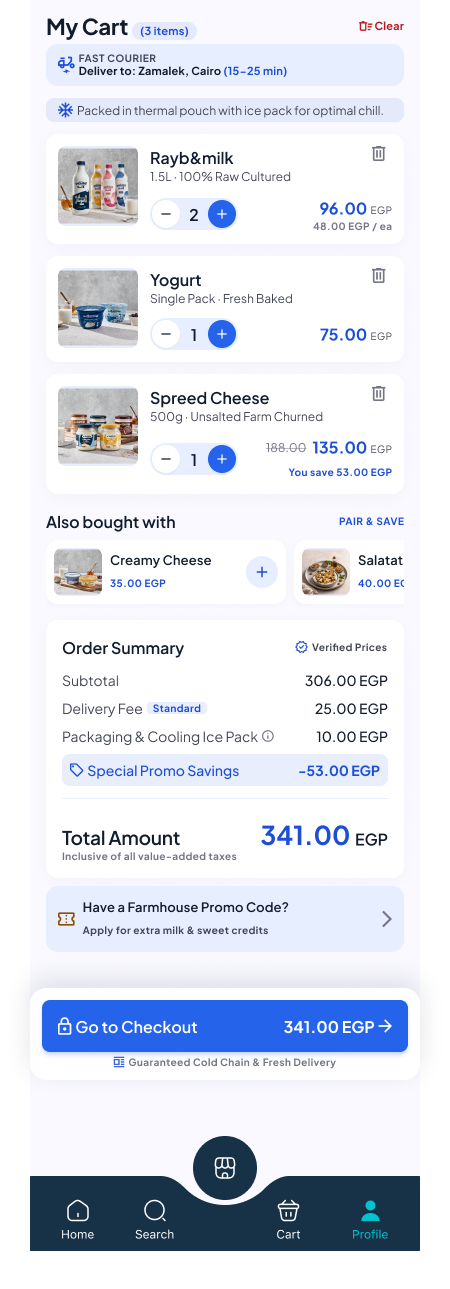 My Cart (3 items) Clear
FAST COURIER
Deliver to: Zamalek, Cairo (15–25 min)
Packed in thermal pouch with ice pack for optimal chill.
Rayb&milk
1.5L · 100% Raw Cultured
− 2 + 96.00 EGP
48.00 EGP / ea
Yogurt
Single Pack · Fresh Baked
− 1 + 75.00 EGP
Spreed Cheese
500g · Unsalted Farm Churned
− 1 + 188.00 135.00 EGP
You save 53.00 EGP
Also bought with PAIR & SAVE
Creamy Cheese
35.00 EGP
+
Salatat
40.00 EG
Order Summary Verified Prices
Subtotal 306.00 EGP
Delivery Fee Standard 25.00 EGP
Packaging & Cooling Ice Pack 10.00 EGP
Special Promo Savings -53.00 EGP
Total Amount 341.00 EGP
Inclusive of all value-added taxes
Have a Farmhouse Promo Code?
Apply for extra milk & sweet credits
Go to Checkout 341.00 EGP →
Guaranteed Cold Chain & Fresh Delivery
Home Search Cart Profile